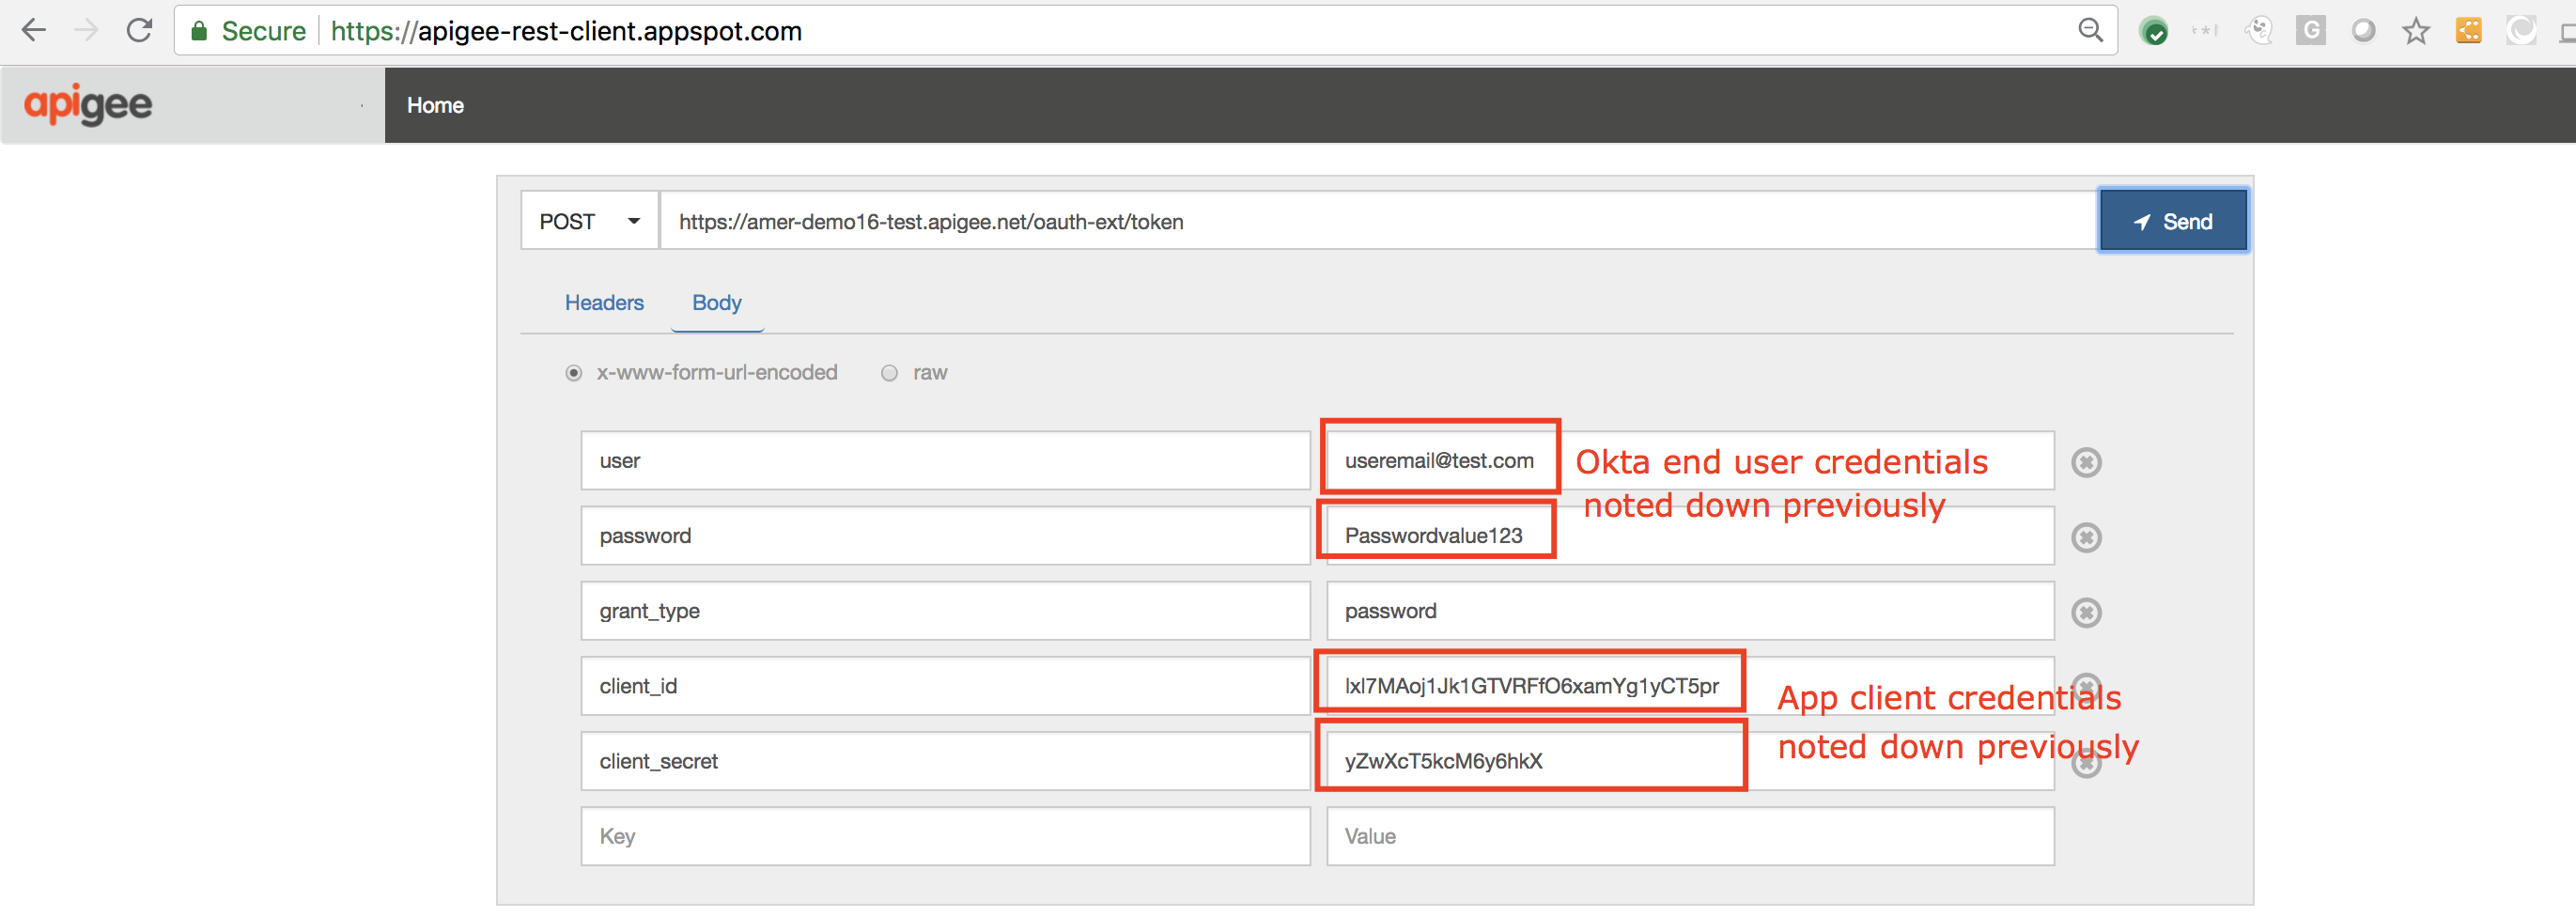 Secure https://apigee-rest-client.appspot.com
apigee Home
POST https://amer-demo16-test.apigee.net/oauth-ext/token Send
Headers Body
x-www-form-url-encoded raw
user useremail@test.com Okta end user credentials
noted down previously
password Passwordvalue123
grant_type password
client_id lxl7MAoj1Jk1GTVRFfO6xamYg1yCT5pr App client credentials
noted down previously
client_secret yZwXcT5kcM6y6hkX
Key Value